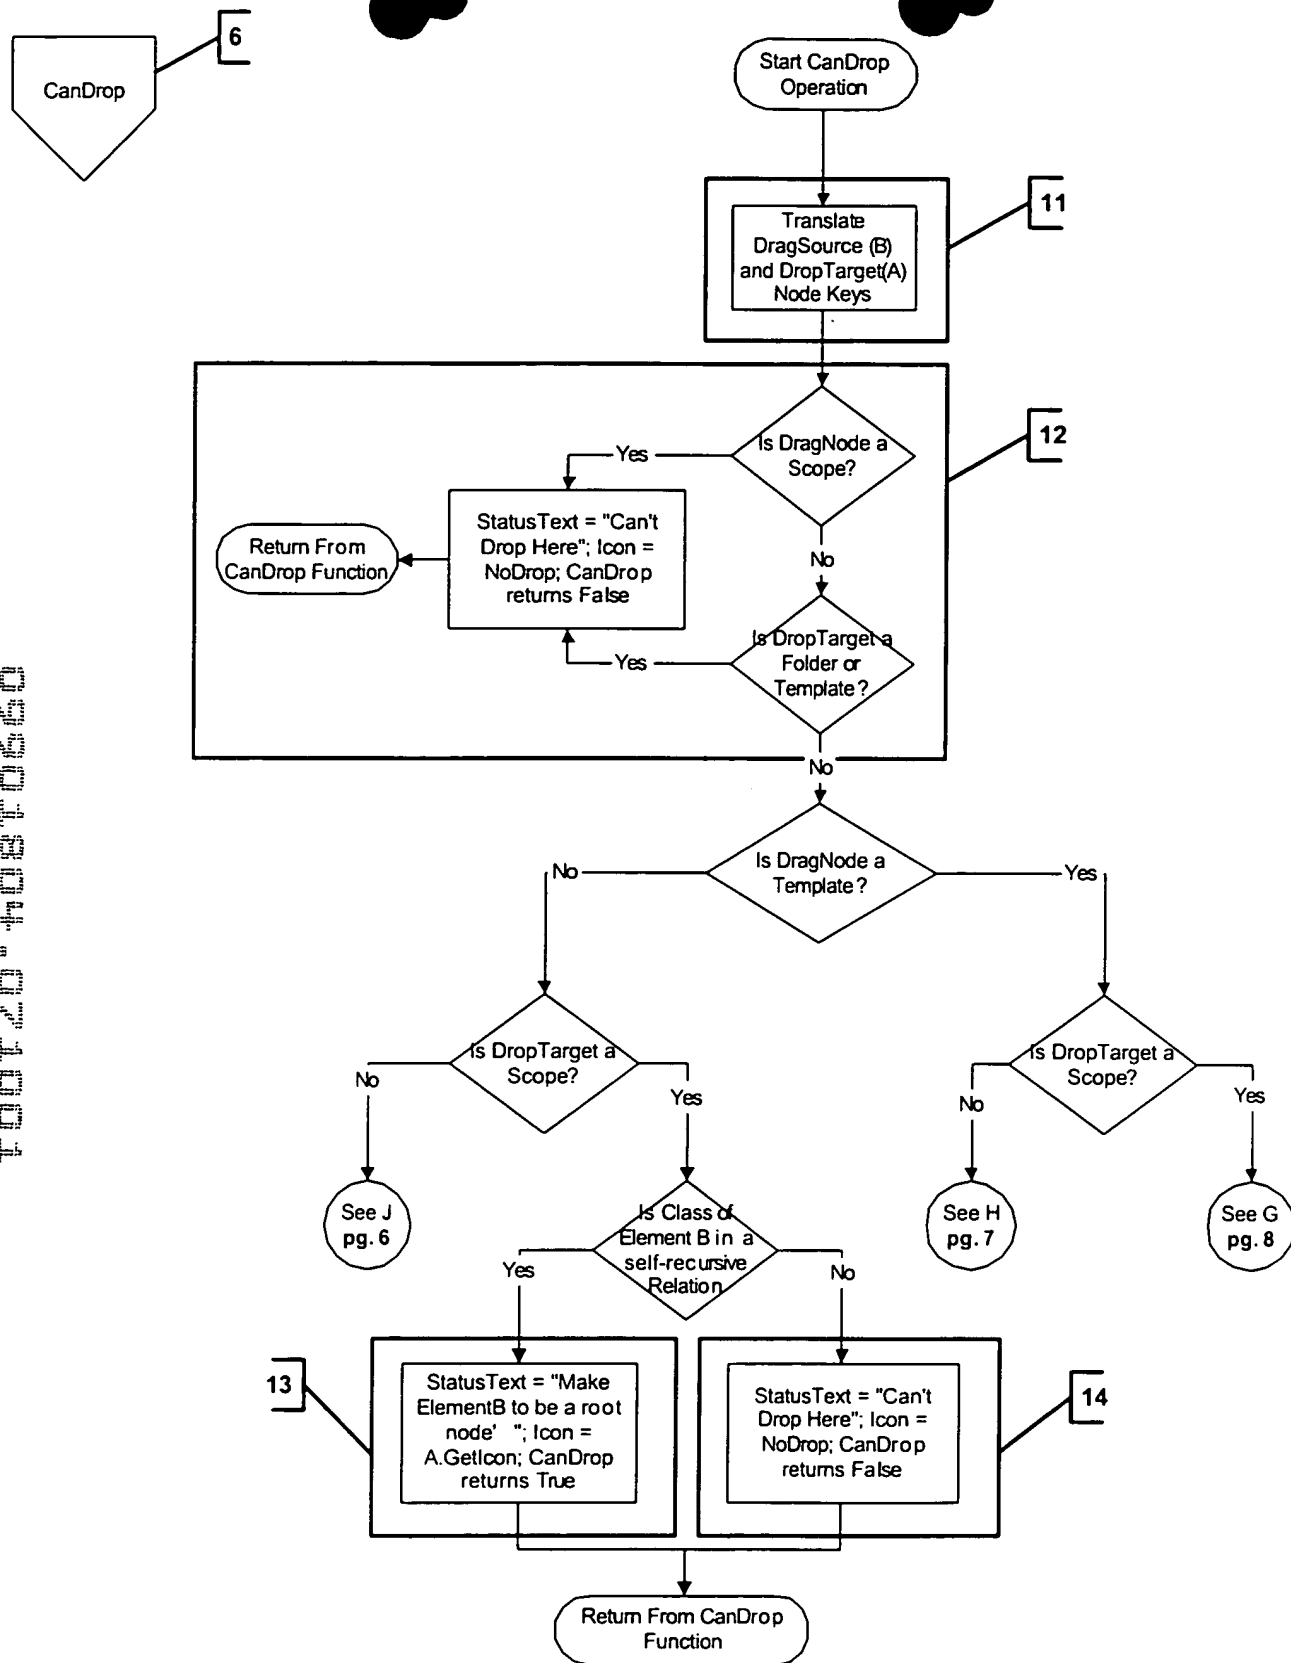 6
CanDrop
Start CanDrop
Operation
11
Translate
DragSource (B)
and DropTarget(A)
Node Keys
12
Is DragNode a
Scope?
Yes
StatusText = "Can't
Drop Here"; Icon =
NoDrop; CanDrop
returns False
Return From
CanDrop Function
No
Is DropTarget a
Folder or
Template?
Yes
No
Is DragNode a
Template?
No
Yes
Is DropTarget a
Scope?
Is DropTarget a
Scope?
No
Yes
No
Yes
See J
pg. 6
Is Class of
Element B in a
self-recursive
Relation
See H
pg. 7
See G
pg. 8
Yes
No
13
StatusText = "Make
ElementB to be a root
node' "; Icon =
A.GetIcon; CanDrop
returns True
StatusText = "Can't
Drop Here"; Icon =
NoDrop; CanDrop
returns False
14
Return From CanDrop
Function